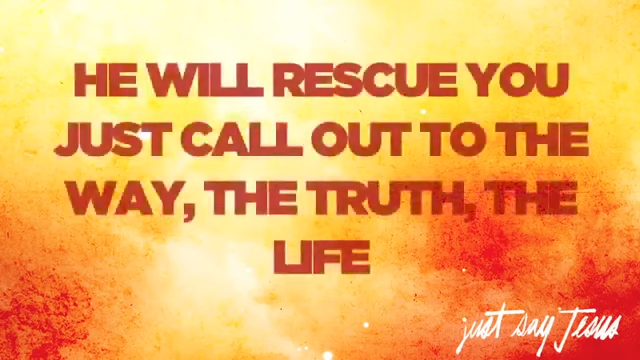 HE WILL RESCUE YOU
JUST CALL OUT TO THE
WAY, THE TRUTH, THE
LIFE
just say Jesus